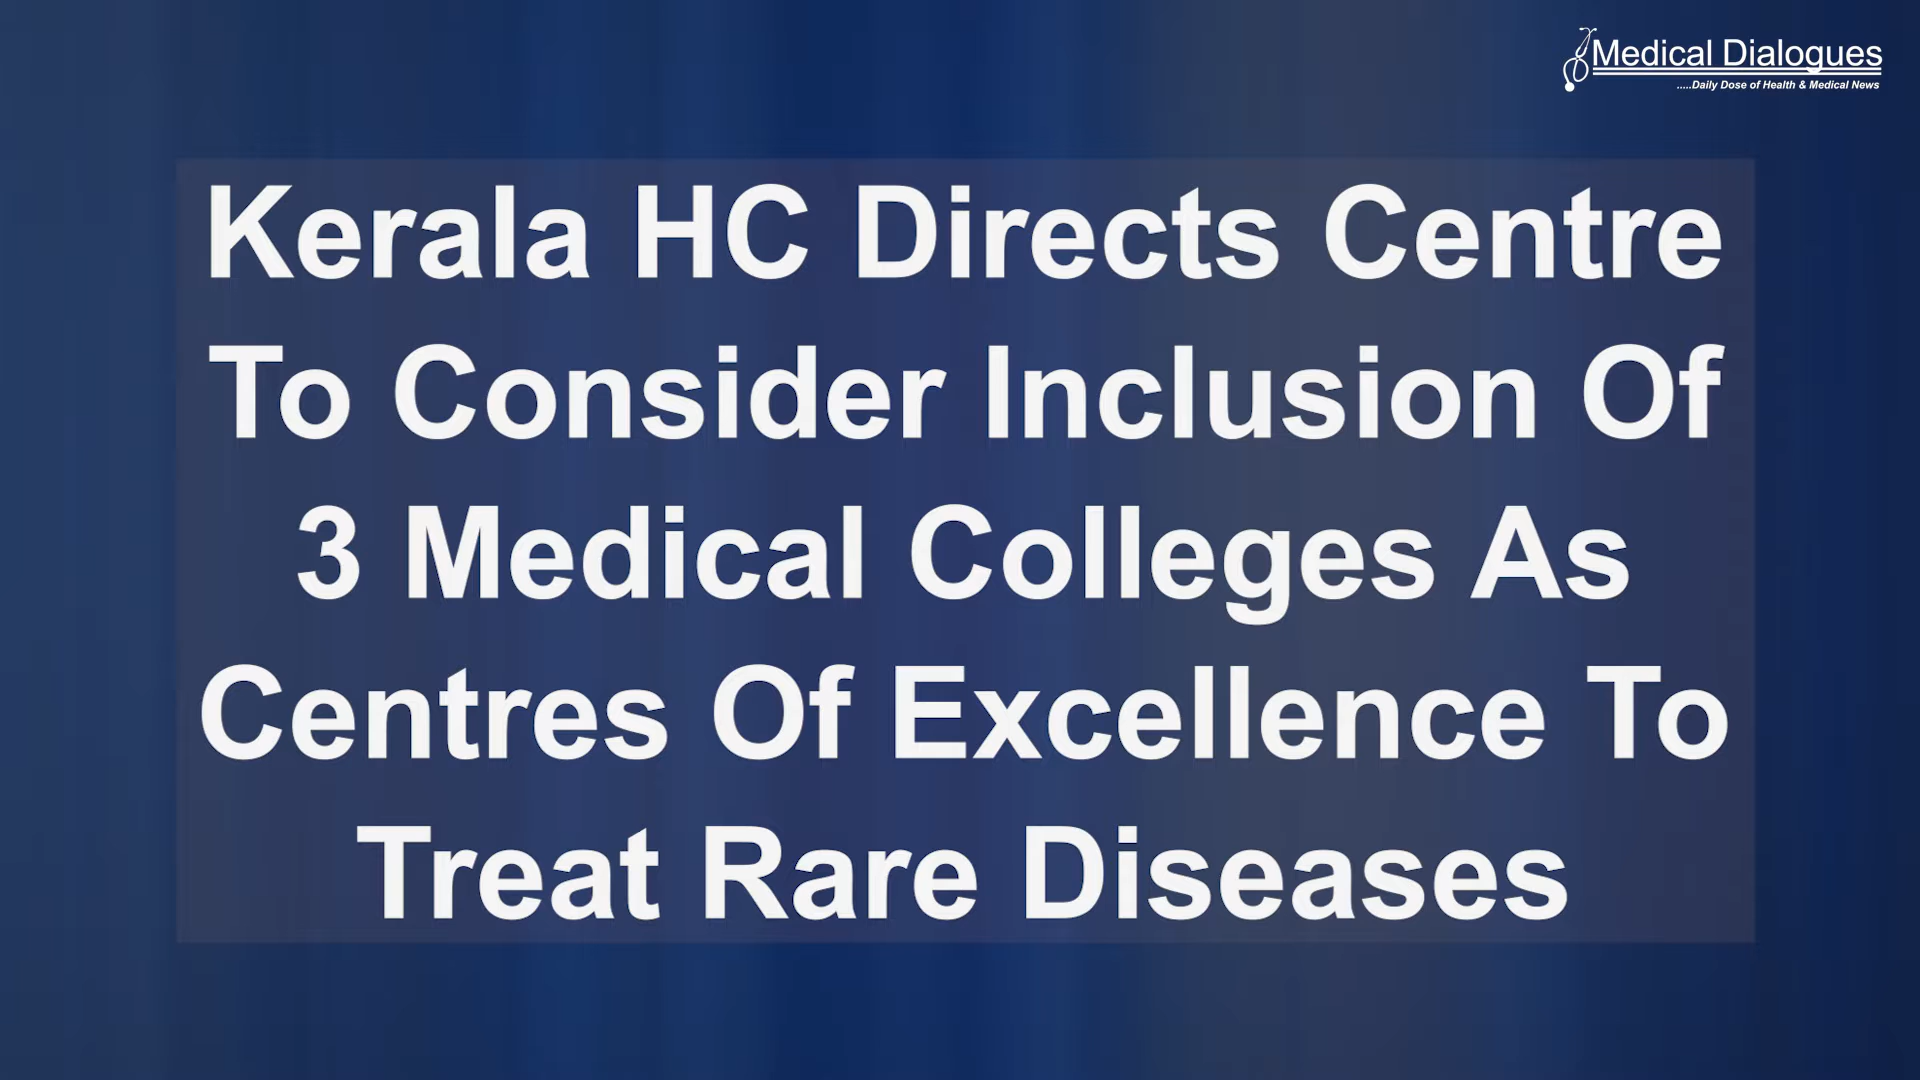 Medical Dialogues
.....Daily Dose of Health & Medical News
Kerala HC Directs Centre
To Consider Inclusion Of
3 Medical Colleges As
Centres Of Excellence To
Treat Rare Diseases